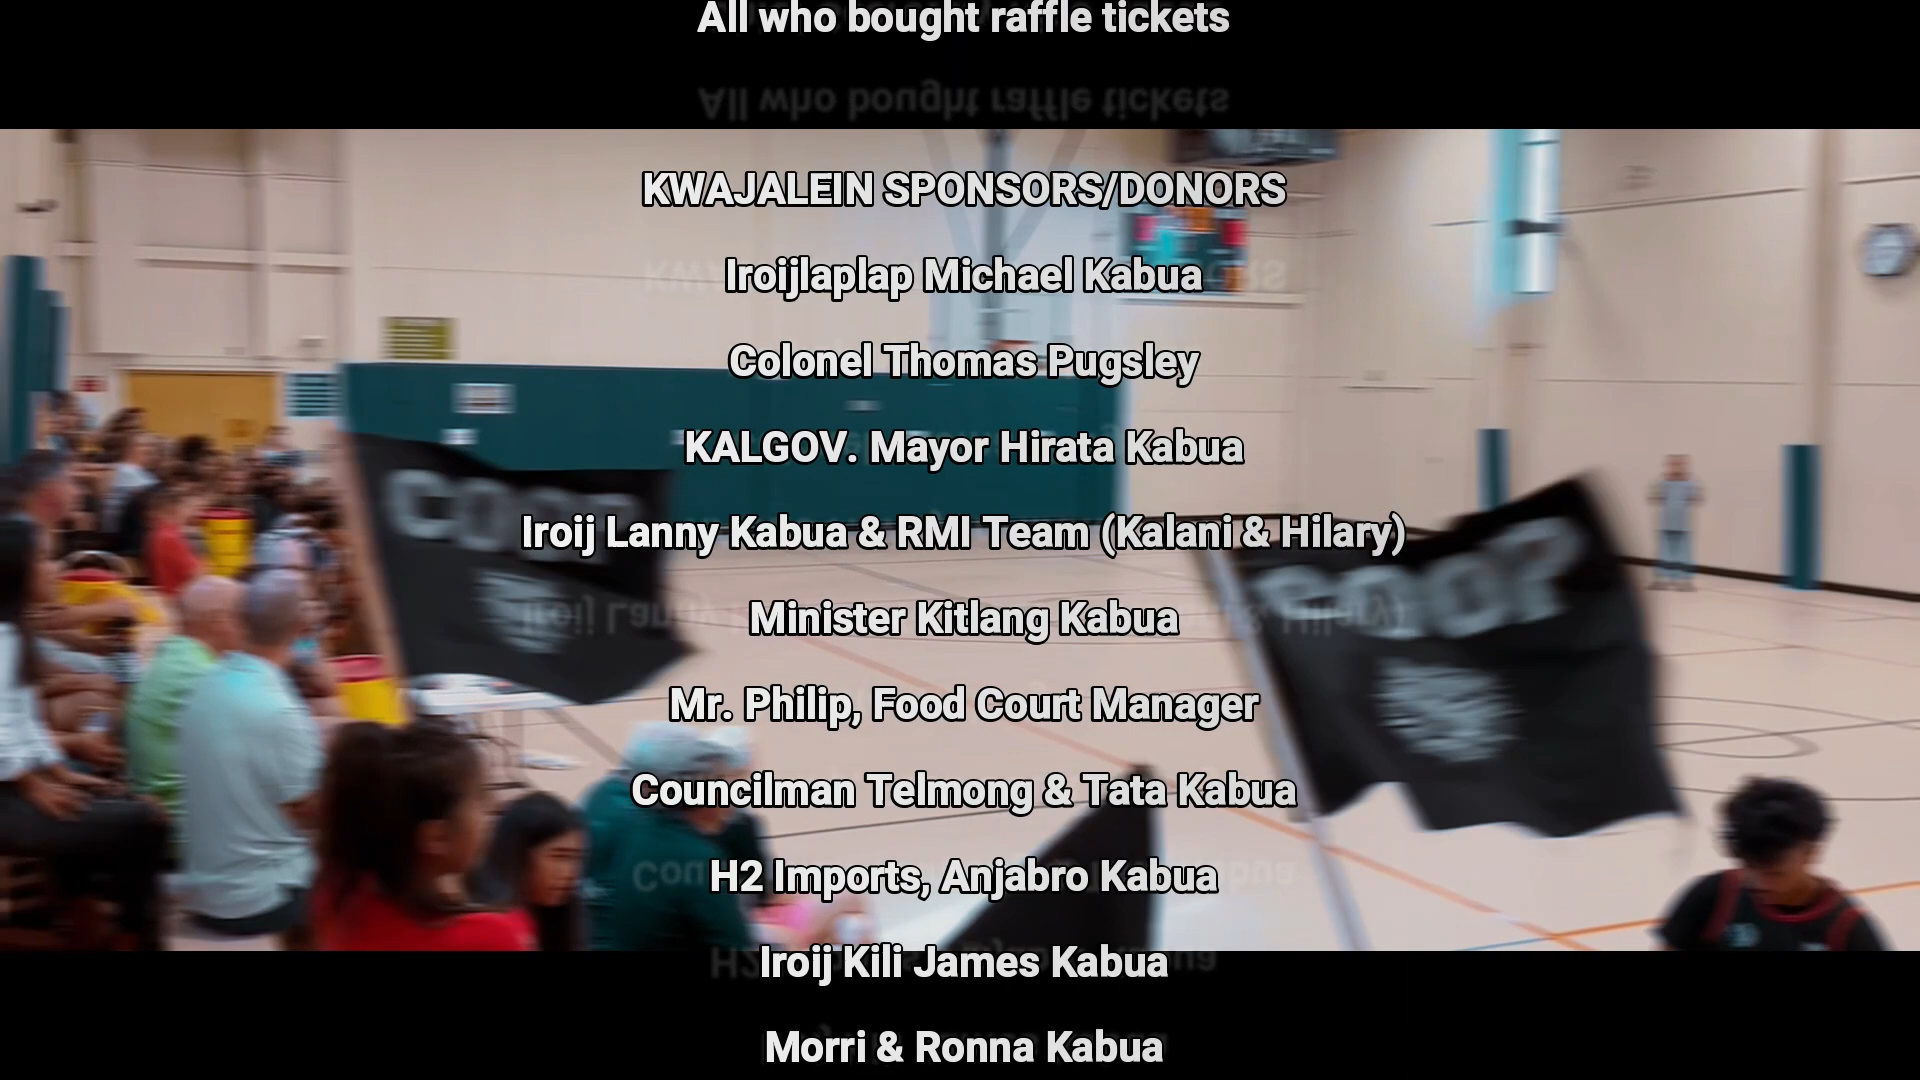 All who bought raffle tickets
KWAJALEIN SPONSORS/DONORS
Iroijlaplap Michael Kabua
Colonel Thomas Pugsley
KALGOV. Mayor Hirata Kabua
Iroij Lanny Kabua & RMI Team (Kalani & Hilary)
Minister Kitlang Kabua
Mr. Philip, Food Court Manager
Councilman Telmong & Tata Kabua
H2 Imports, Anjabro Kabua
Iroij Kili James Kabua
Morri & Ronna Kabua